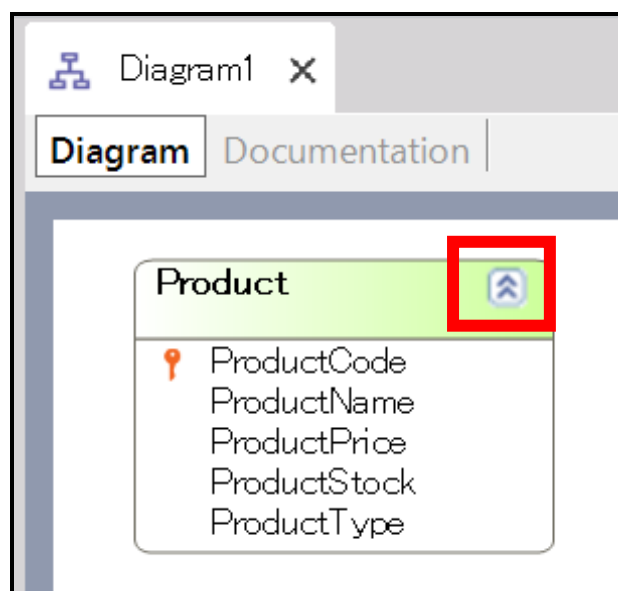 Diagram1
Diagram Documentation
Product
ProductCode
ProductName
ProductPrice
ProductStock
ProductType